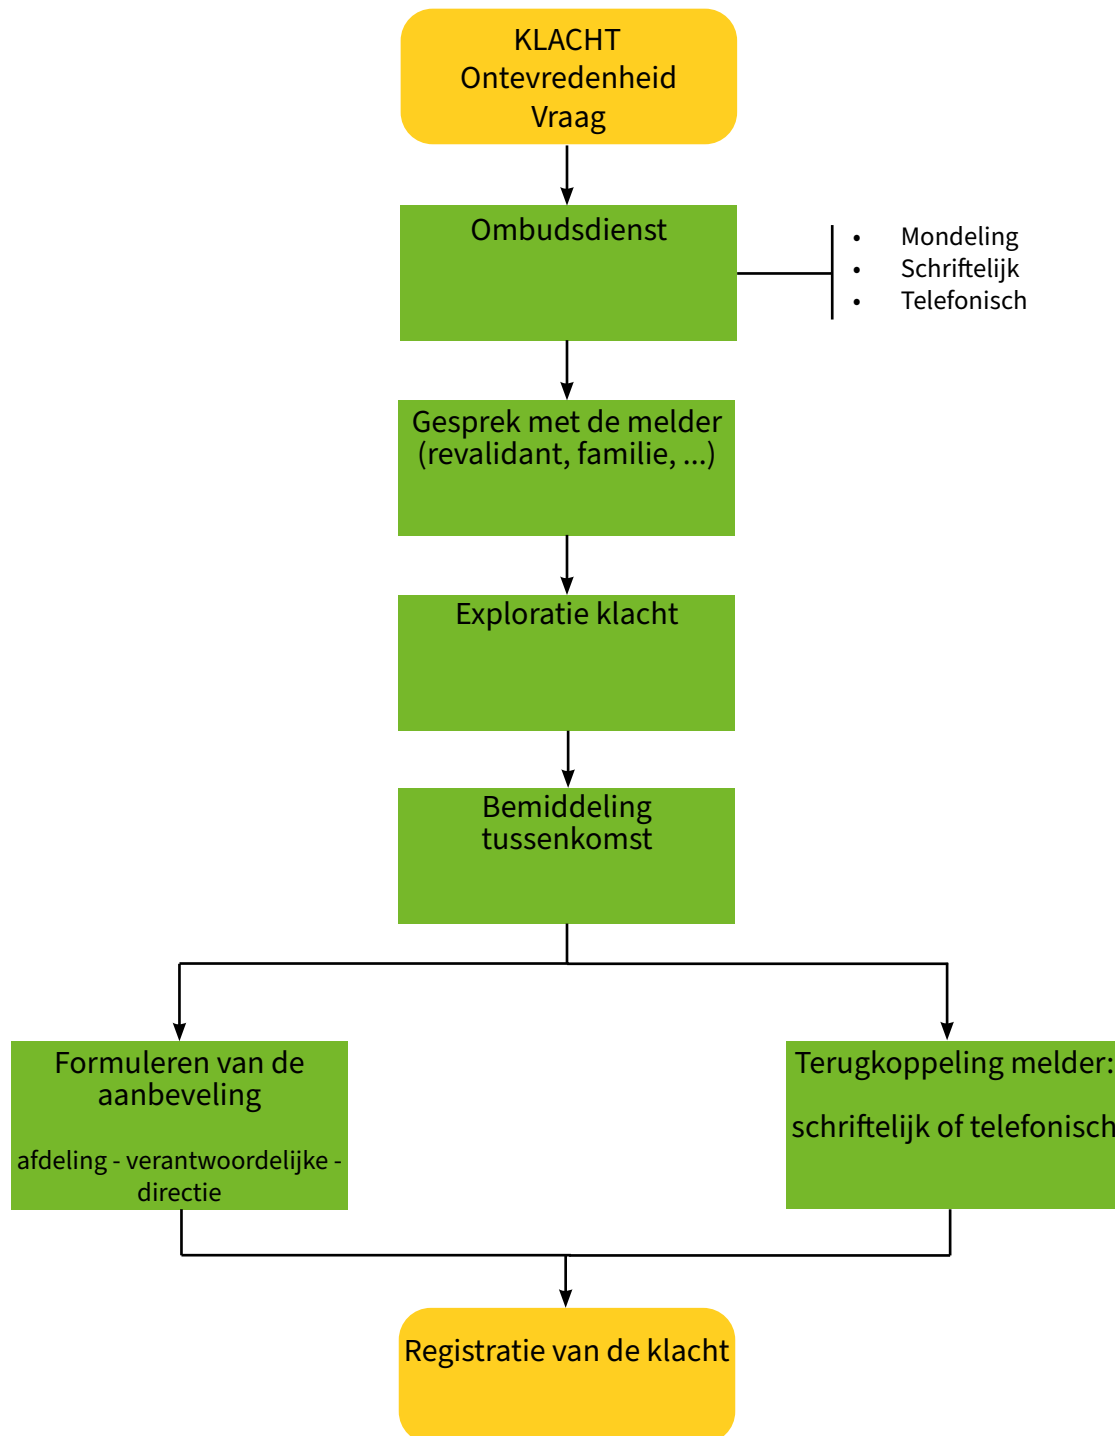 KLACHT
Ontevredenheid
Vraag
Ombudsdienst
• Mondeling
• Schriftelijk
• Telefonisch
Gesprek met de melder
(revalidant, familie, ...)
Exploratie klacht
Bemiddeling
tussenkomst
Formuleren van de
aanbeveling
afdeling - verantwoordelijke -
directie
Terugkoppeling melder:
schriftelijk of telefonisch
Registratie van de klacht